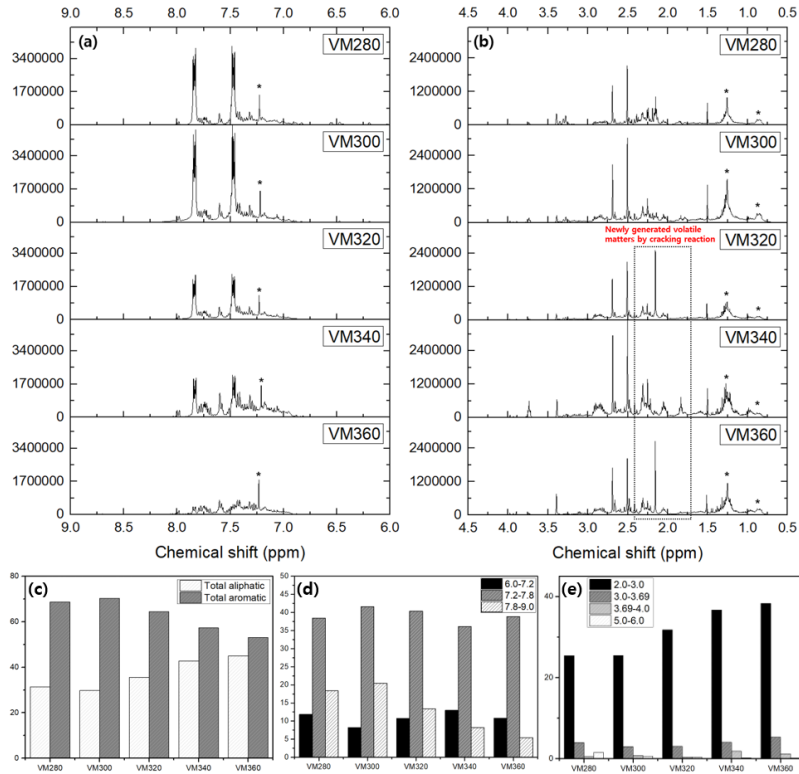 9.0 8.5 8.0 7.5 7.0 6.5 6.0
(a)
VM280
3400000
1700000
0
*
VM300
3400000
1700000
0
*
VM320
3400000
1700000
0
*
VM340
3400000
1700000
0
*
VM360
3400000
1700000
0
*
9.0 8.5 8.0 7.5 7.0 6.5 6.0
Chemical shift (ppm)
4.5 4.0 3.5 3.0 2.5 2.0 1.5 1.0 0.5
(b)
VM280
2400000
1200000
0
* *
VM300
2400000
1200000
0
* *
Newly generated volatile
matters by cracking reaction
VM320
2400000
1200000
0
* *
VM340
2400000
1200000
0
* *
VM360
2400000
1200000
0
* *
4.5 4.0 3.5 3.0 2.5 2.0 1.5 1.0 0.5
Chemical shift (ppm)
(c)
Total aliphatic
Total aromatic
80
60
30
0
VM280 VM300 VM320 VM340 VM360
(d)
6.0-7.2
7.2-7.8
7.8-9.0
50
45
40
35
30
25
20
15
10
5
0
VM280 VM300 VM320 VM340 VM360
(e)
2.0-3.0
3.0-3.69
3.69-4.0
5.0-6.0
40
20
0
VM280 VM300 VM320 VM340 VM360